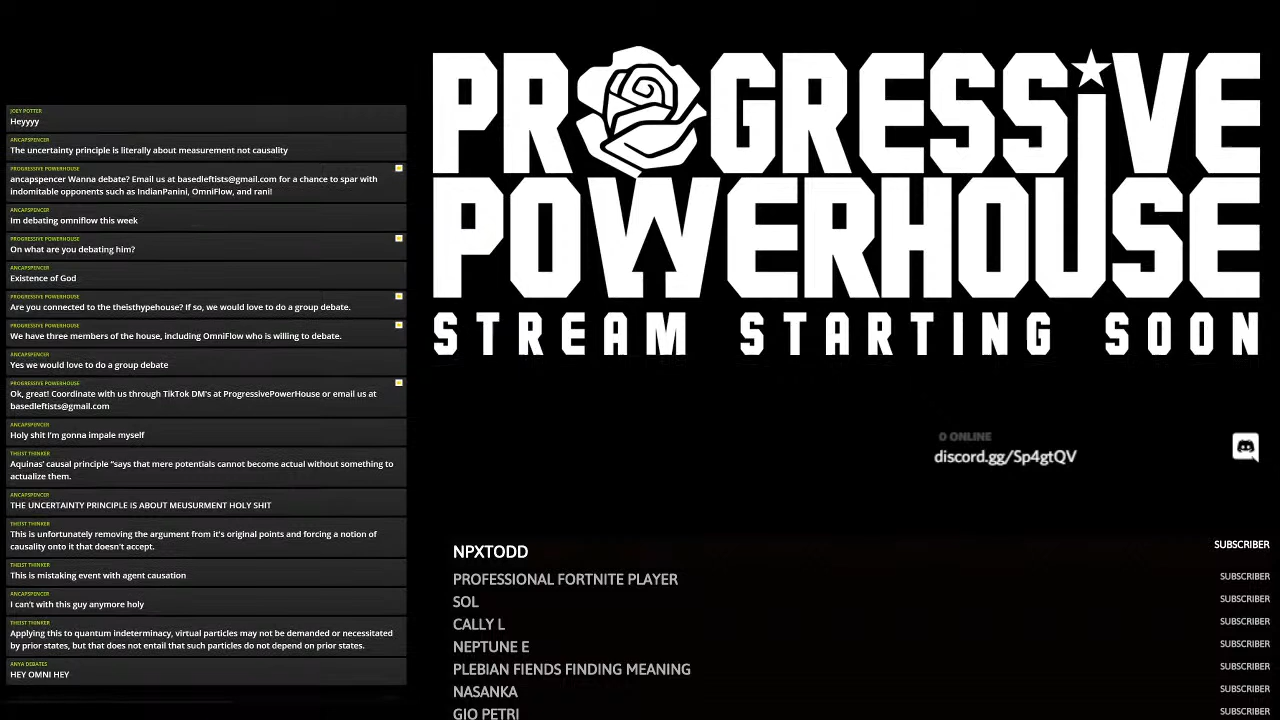 JOEY POTTER
Heyyyy
ANCAPSPENCER
The uncertainty principle is literally about measurement not causality
PROGRESSIVE POWERHOUSE
ancapspencer Wanna debate? Email us at basedleftists@gmail.com for a chance to spar with
indomitable opponents such as IndianPanini, OmniFlow, and rani!
ANCAPSPENCER
Im debating omniflow this week
PROGRESSIVE POWERHOUSE
On what are you debating him?
ANCAPSPENCER
Existence of God
PROGRESSIVE POWERHOUSE
Are you connected to the theisthypehouse? If so, we would love to do a group debate.
PROGRESSIVE POWERHOUSE
We have three members of the house, including OmniFlow who is willing to debate.
ANCAPSPENCER
Yes we would love to do a group debate
PROGRESSIVE POWERHOUSE
Ok, great! Coordinate with us through TikTok DM's at ProgressivePowerHouse or email us at
basedleftists@gmail.com
ANCAPSPENCER
Holy shit I'm gonna impale myself
THEIST THINKER
Aquinas' causal principle "says that mere potentials cannot become actual without something to
actualize them.
ANCAPSPENCER
THE UNCERTAINTY PRINCIPLE IS ABOUT MEUSURMENT HOLY SHIT
THEIST THINKER
This is unfortunately removing the argument from it's original points and forcing a notion of
causality onto it that doesn't accept.
THEIST THINKER
This is mistaking event with agent causation
ANCAPSPENCER
I can't with this guy anymore holy
THEIST THINKER
Applying this to quantum indeterminacy, virtual particles may not be demanded or necessitated
by prior states, but that does not entail that such particles do not depend on prior states.
ANYA DEBATES
HEY OMNI HEY
PROGRESSIVE
POWERHOUSE
STREAM STARTING SOON
0 ONLINE
discord.gg/Sp4gtQV
NPXTODD SUBSCRIBER
PROFESSIONAL FORTNITE PLAYER SUBSCRIBER
SOL SUBSCRIBER
CALLY L SUBSCRIBER
NEPTUNE E SUBSCRIBER
PLEBIAN FIENDS FINDING MEANING SUBSCRIBER
NASANKA SUBSCRIBER
GIO PETRI SUBSCRIBER